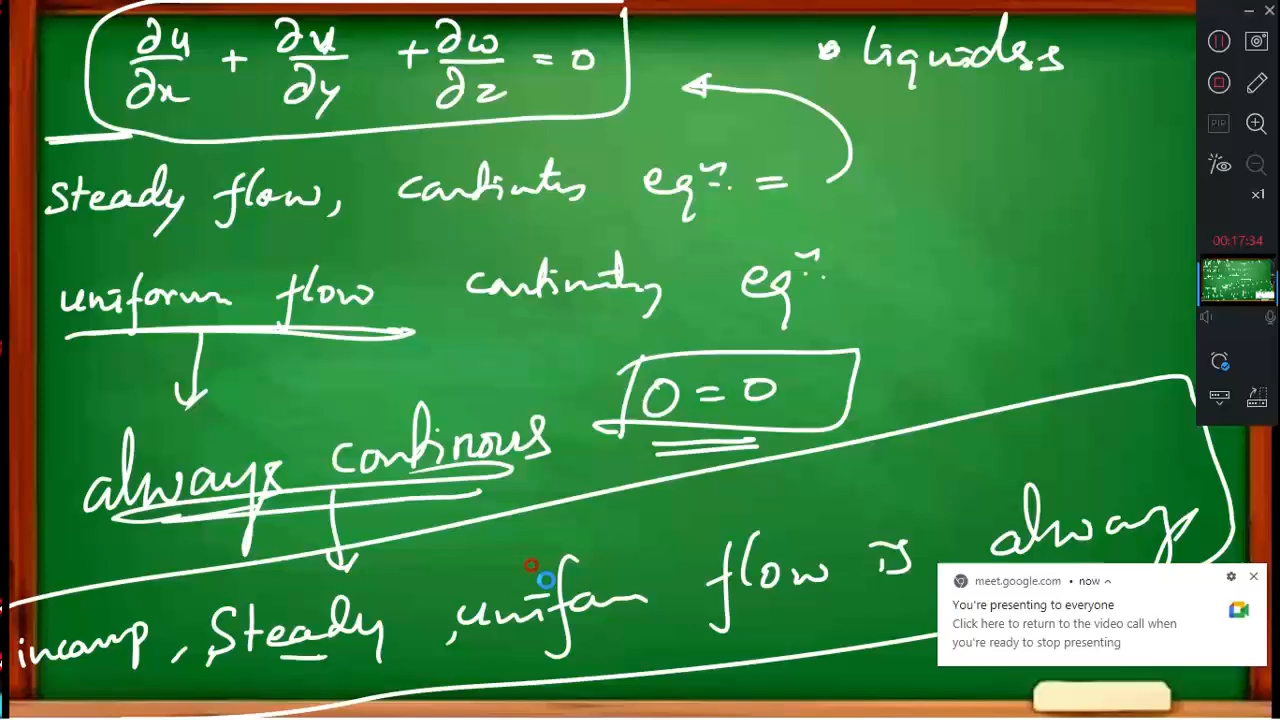 ∂u/∂x + ∂v/∂y + ∂w/∂z = 0
• liquidss
steady flow, eqⁿ. =
uniform flow continuity eqⁿ.
0 = 0
always continous
incomp, steady, uniform flow is always
PIP
x1
00:17:34
meet.google.com • now
You're presenting to everyone
Click here to return to the video call when
you're ready to stop presenting